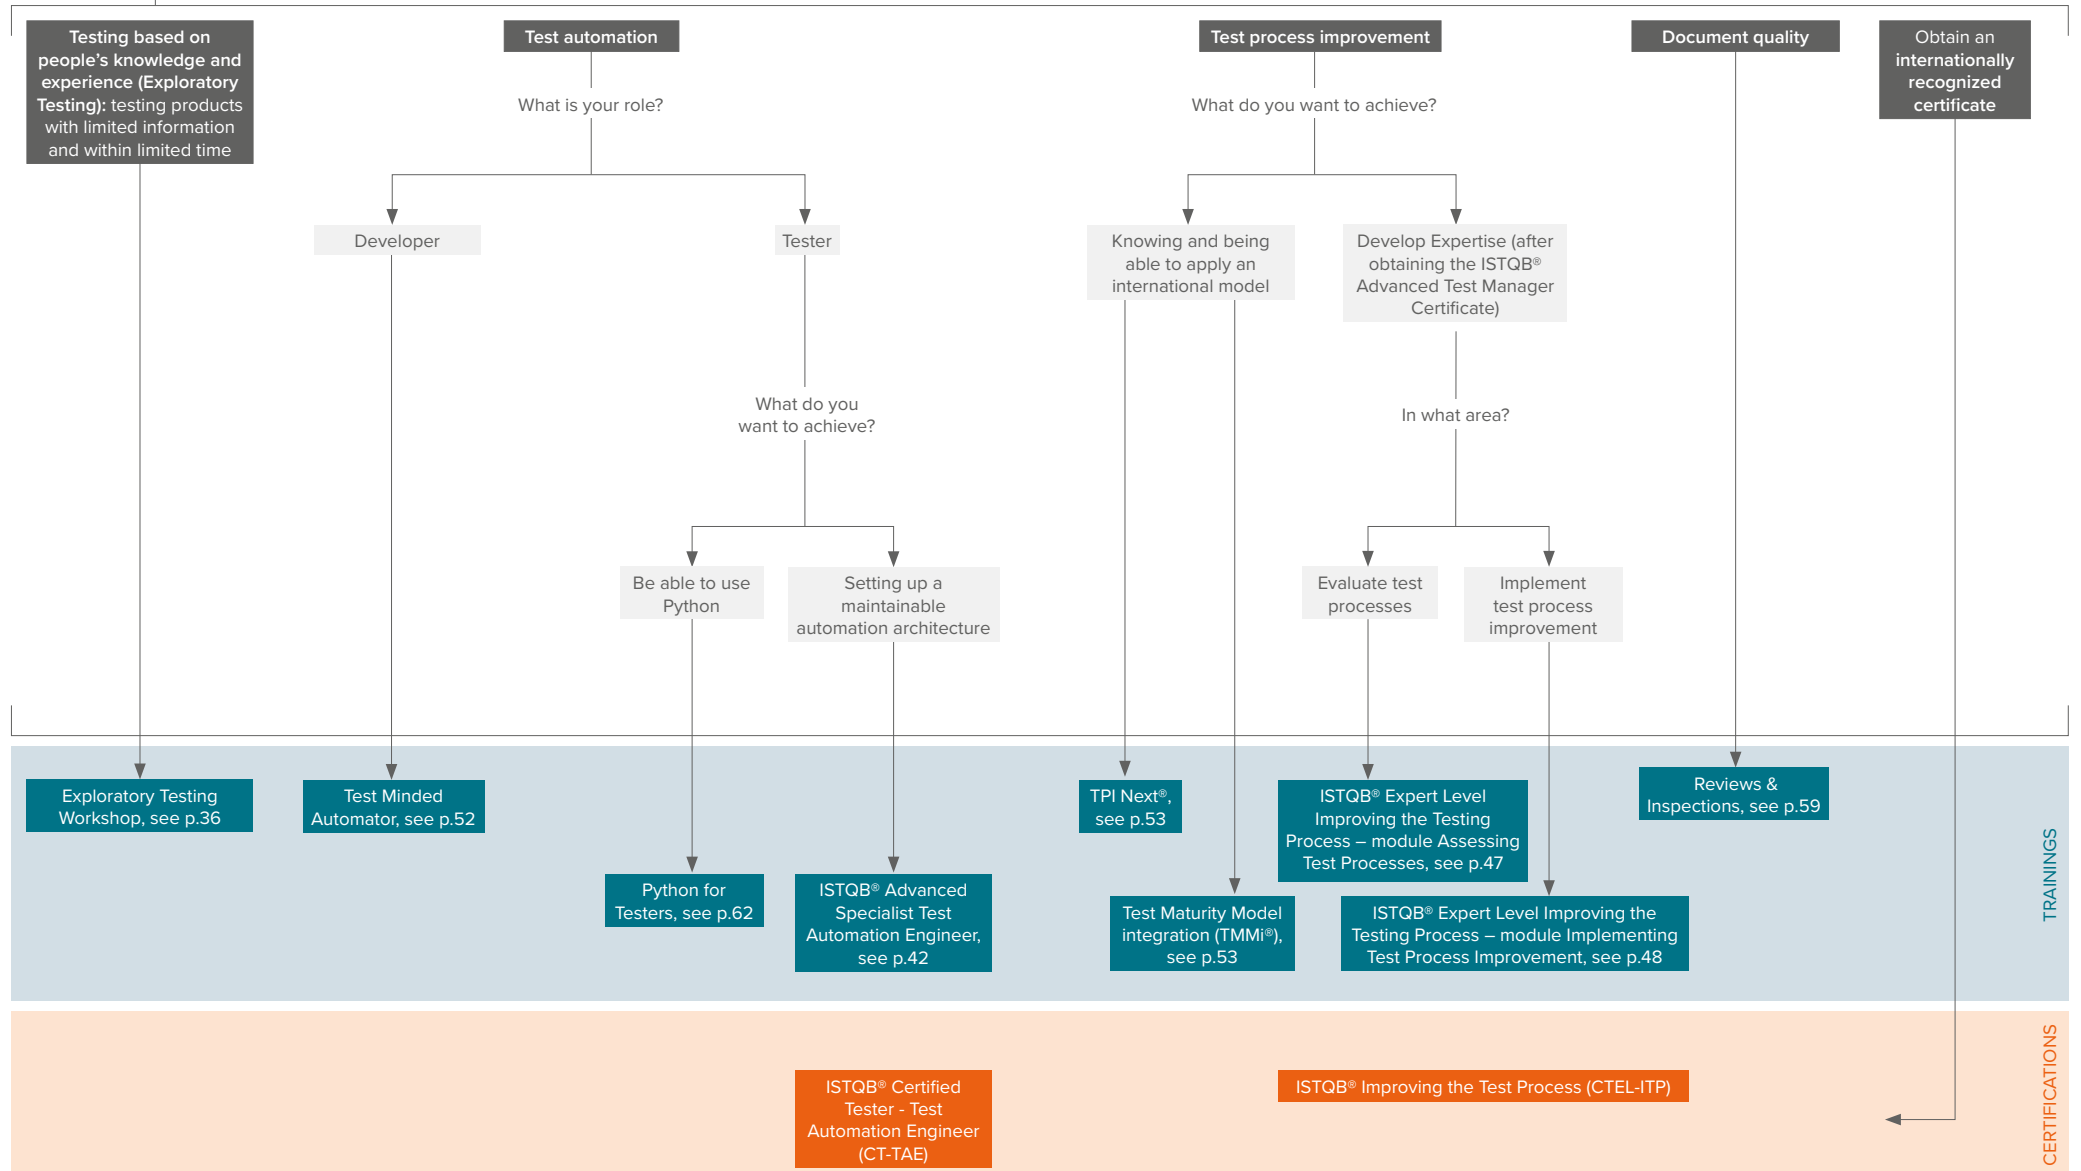 Testing based on
people's knowledge and
experience (Exploratory
Testing): testing products
with limited information
and within limited time
Test automation
Test process improvement
Document quality
Obtain an
internationally
recognized
certificate
What is your role?
What do you want to achieve?
Developer
Tester
Knowing and being
able to apply an
international model
Develop Expertise (after
obtaining the ISTQB®
Advanced Test Manager
Certificate)
What do you
want to achieve?
In what area?
Be able to use
Python
Setting up a
maintainable
automation architecture
Evaluate test
processes
Implement
test process
improvement
Exploratory Testing
Workshop, see p.36
Test Minded
Automator, see p.52
TPI Next®,
see p.53
ISTQB® Expert Level
Improving the Testing
Process – module Assessing
Test Processes, see p.47
Reviews &
Inspections, see p.59
Python for
Testers, see p.62
ISTQB® Advanced
Specialist Test
Automation Engineer,
see p.42
Test Maturity Model
integration (TMMi®),
see p.53
ISTQB® Expert Level Improving the
Testing Process – module Implementing
Test Process Improvement, see p.48
TRAININGS
ISTQB® Certified
Tester - Test
Automation Engineer
(CT-TAE)
ISTQB® Improving the Test Process (CTEL-ITP)
CERTIFICATIONS